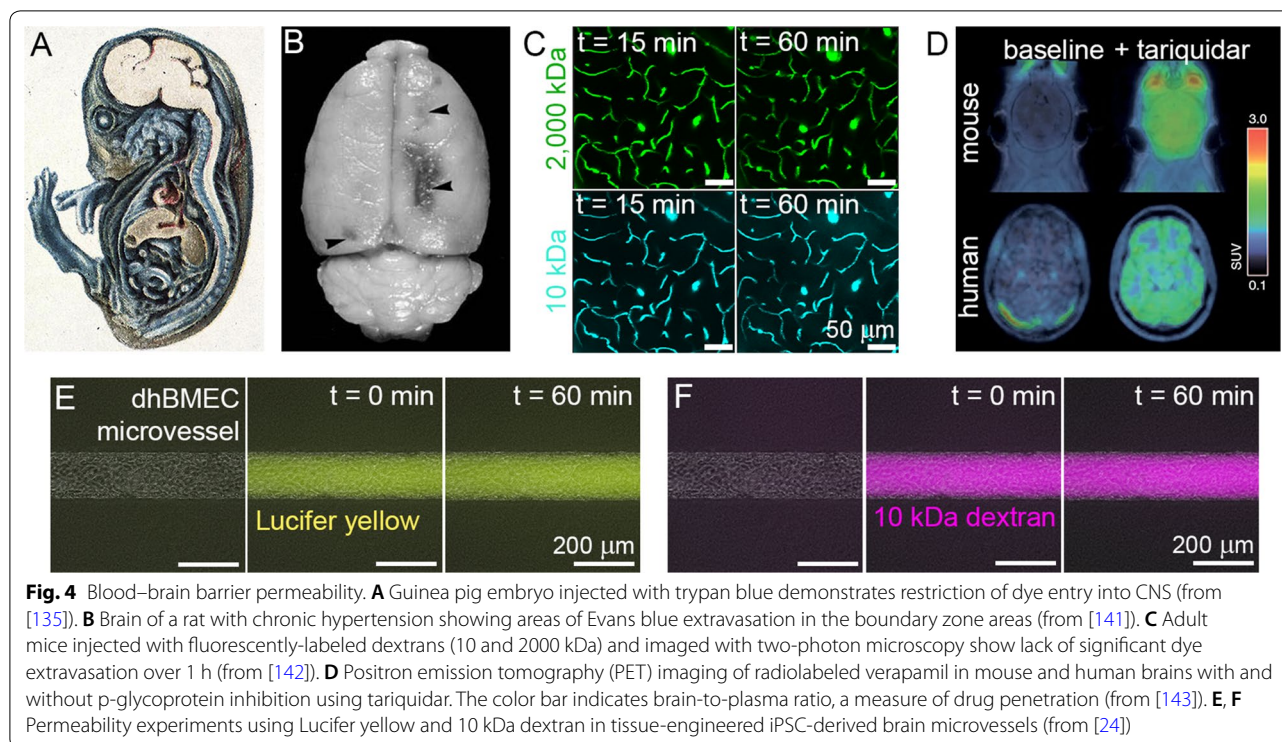 A
B
C
t = 15 min
t = 60 min
2,000 kDa
t = 15 min
t = 60 min
10 kDa
50 μm
D
baseline + tariquidar
mouse
human
3.0
SUV
0.1
E
dhBMEC
microvessel
t = 0 min
t = 60 min
Lucifer yellow
200 μm
F
t = 0 min
t = 60 min
10 kDa dextran
200 μm
Fig. 4 Blood–brain barrier permeability. A Guinea pig embryo injected with trypan blue demonstrates restriction of dye entry into CNS (from
[135]). B Brain of a rat with chronic hypertension showing areas of Evans blue extravasation in the boundary zone areas (from [141]). C Adult
mice injected with fluorescently-labeled dextrans (10 and 2000 kDa) and imaged with two-photon microscopy show lack of significant dye
extravasation over 1 h (from [142]). D Positron emission tomography (PET) imaging of radiolabeled verapamil in mouse and human brains with and
without p-glycoprotein inhibition using tariquidar. The color bar indicates brain-to-plasma ratio, a measure of drug penetration (from [143]). E, F
Permeability experiments using Lucifer yellow and 10 kDa dextran in tissue-engineered iPSC-derived brain microvessels (from [24])